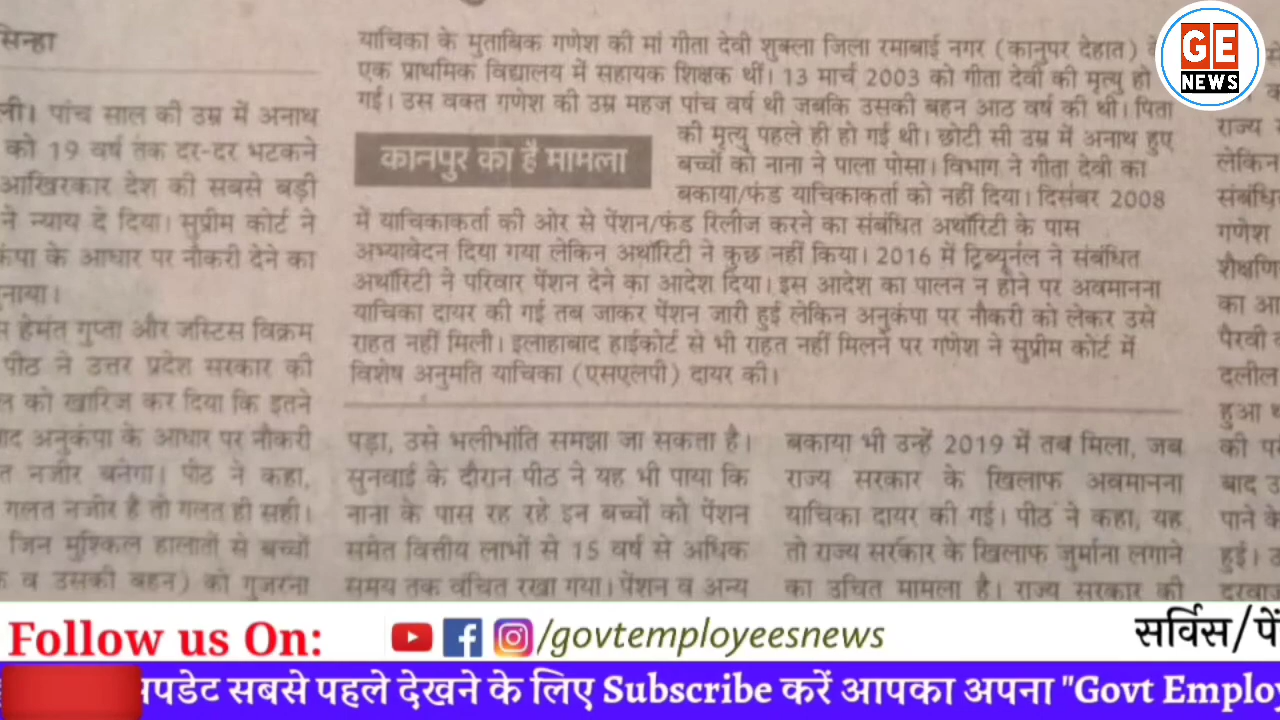 सिन्हा
ली। पांच साल की उम्र में अनाथ
को 19 वर्ष तक दर-दर भटकने
आखिरकार देश की सबसे बड़ी
ने न्याय दे दिया। सुप्रीम कोर्ट ने
कंपा के आधार पर नौकरी देने का
नाया।
हेमंत गुप्ता और जस्टिस विक्रम
पीठ ने उत्तर प्रदेश सरकार की
को खारिज कर दिया कि इतने
अनुकंपा के आधार पर नौकरी
नजीर बनेगा। पीठ ने कहा,
गलत नजीर है तो गलत ही सही।
जिन मुश्किल हालातों से बच्चों
व उसकी बहन) को गुजरना
याचिका के मुताबिक गणेश की मां गीता देवी शुक्ला जिला रमाबाई नगर (कानुपर देहात)
एक प्राथमिक विद्यालय में सहायक शिक्षक थीं। 13 मार्च 2003 को गीता देवी की मृत्यु हो
गई। उस वक्त गणेश की उम्र महज पांच वर्ष थी जबकि उसकी बहन आठ वर्ष की थी। पिता
की मृत्यु पहले ही हो गई थी। छोटी सी उम्र में अनाथ हुए
कानपुर का है मामला
बच्चों को नाना ने पाला पोसा। विभाग ने गीता देवी का
बकाया/फंड याचिकाकर्ता को नहीं दिया। दिसंबर 2008
में याचिकाकर्ता की ओर से पेंशन/फंड रिलीज करने का संबंधित अथॉरिटी के पास
अभ्यावेदन दिया गया लेकिन अथॉरिटी ने कुछ नहीं किया। 2016 में ट्रिब्यूनल ने संबंधित
अथॉरिटी ने परिवार पेंशन देने का आदेश दिया। इस आदेश का पालन न होने पर अवमानना
याचिका दायर की गई तब जाकर पेंशन जारी हुई लेकिन अनुकंपा पर नौकरी को लेकर उसे
राहत नहीं मिली। इलाहाबाद हाईकोर्ट से भी राहत नहीं मिलने पर गणेश ने सुप्रीम कोर्ट में
विशेष अनुमति याचिका (एसएलपी) दायर की।
पड़ा, उसे भलीभांति समझा जा सकता है।
सुनवाई के दौरान पीठ ने यह भी पाया कि
नाना के पास रह रहे इन बच्चों को पेंशन
समेत वित्तीय लाभों से 15 वर्ष से अधिक
समय तक वंचित रखा गया। पेंशन व अन्य
बकाया भी उन्हें 2019 में तब मिला, जब
राज्य सरकार के खिलाफ अवमानना
याचिका दायर की गई। पीठ ने कहा, यह
तो राज्य सरकार के खिलाफ जुर्माना लगाने
का उचित मामला है। राज्य सरकार की
राज्य
लेकिन
गणेश
का आ
पैरवी
दलील
हुआ
की
बाद
पाने के
हुई।
GE
NEWS
Follow us On:
/govtemployeesnews
सर्विस/पें
पडेट सबसे पहले देखने के लिए Subscribe करें आपका अपना "Govt Employ